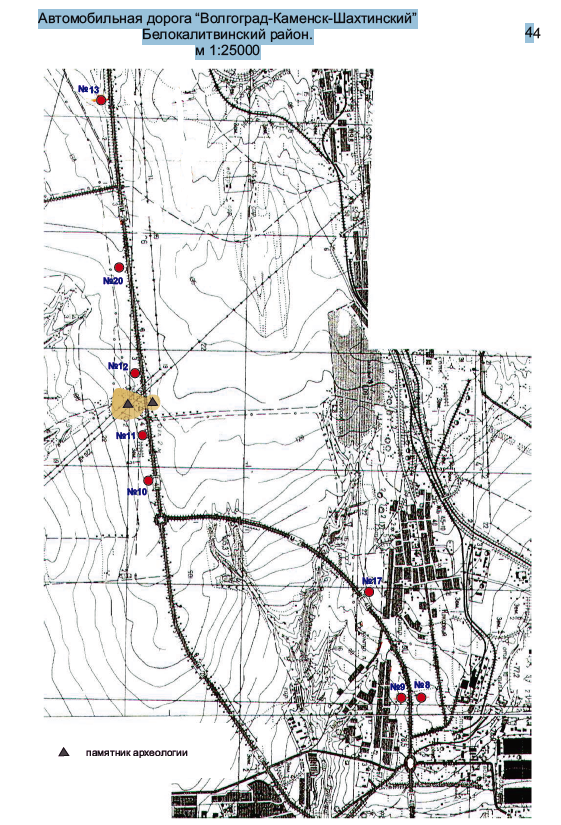 Автомобильная дорога “Волгоград-Каменск-Шахтинский”
Белокалитвинский район.
м 1:25000
44
№13
№20
№12
№11
№10
№17
№9
№8
памятник археологии